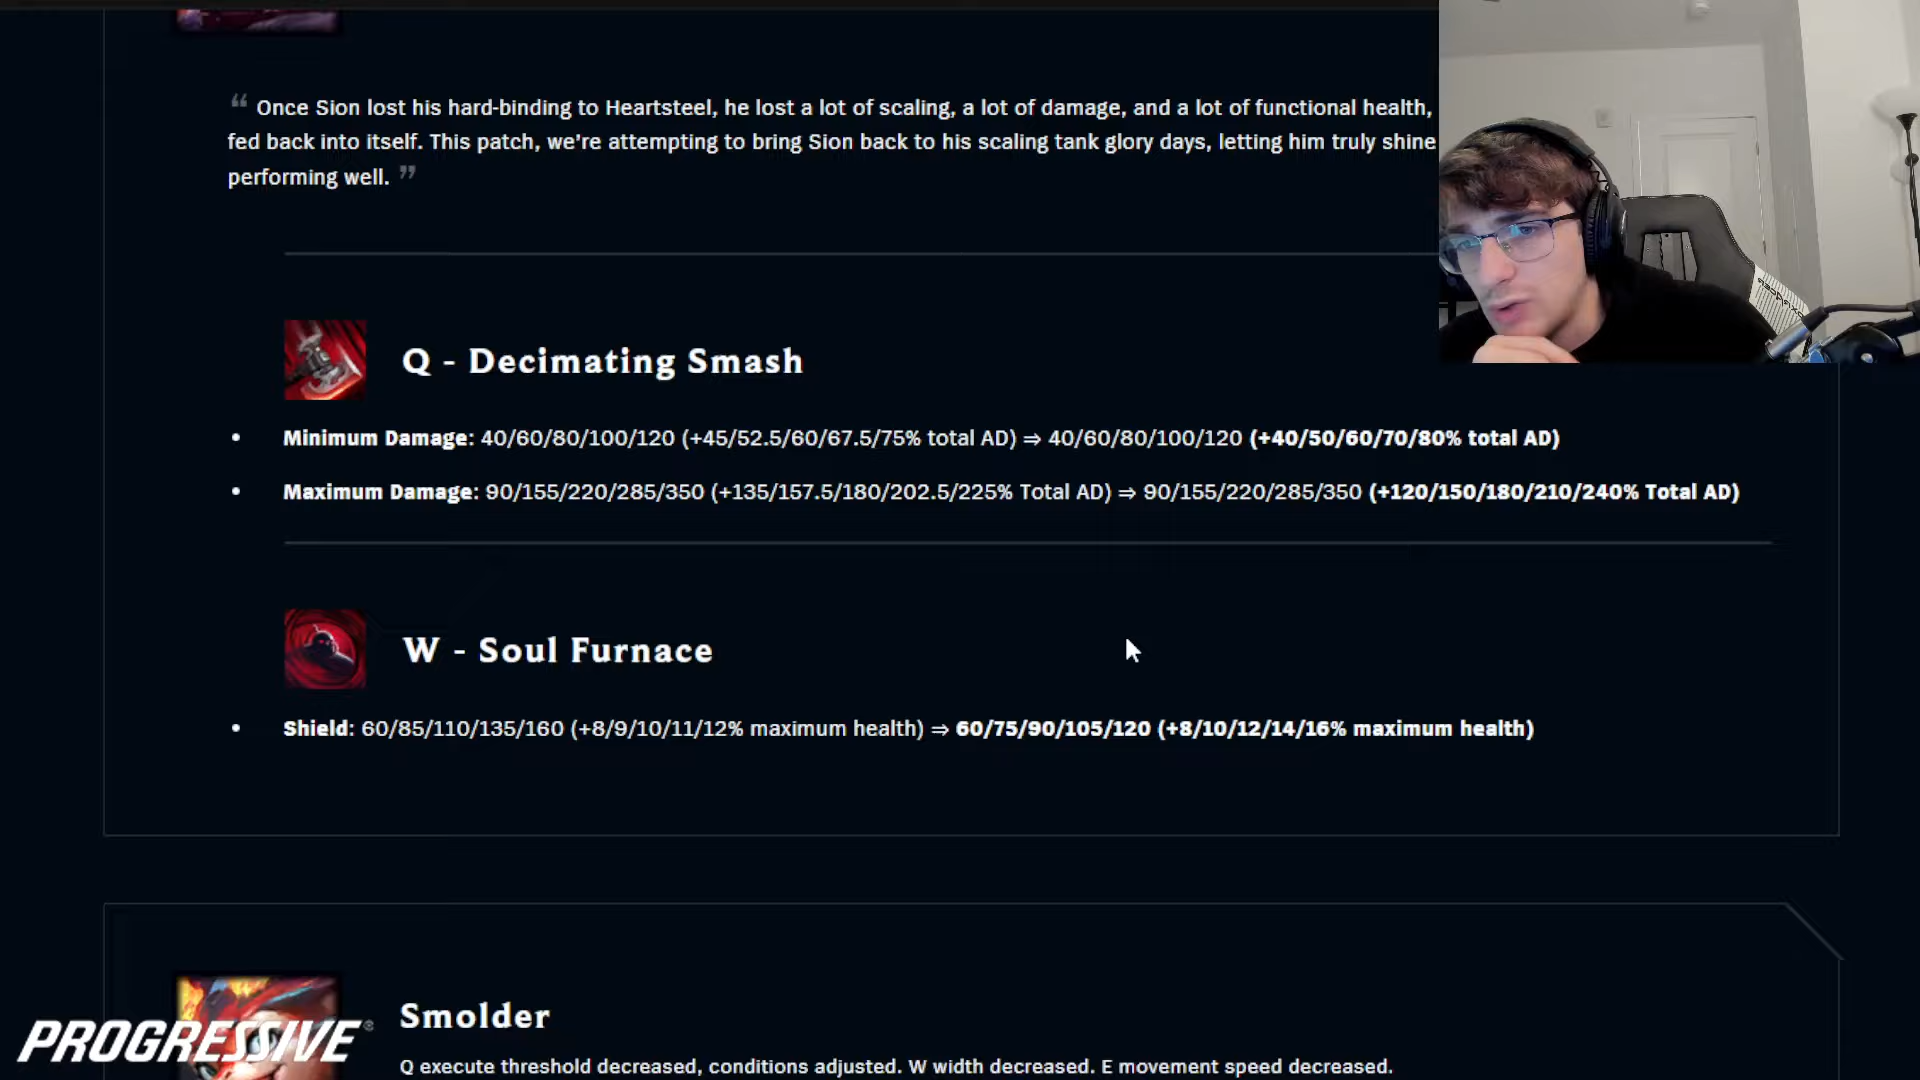 “ Once Sion lost his hard-binding to Heartsteel, he lost a lot of scaling, a lot of damage, and a lot of functional health,
fed back into itself. This patch, we're attempting to bring Sion back to his scaling tank glory days, letting him truly shine
performing well. ”
Q - Decimating Smash
• Minimum Damage: 40/60/80/100/120 (+45/52.5/60/67.5/75% total AD) ⇒ 40/60/80/100/120 (+40/50/60/70/80% total AD)
• Maximum Damage: 90/155/220/285/350 (+135/157.5/180/202.5/225% Total AD) ⇒ 90/155/220/285/350 (+120/150/180/210/240% Total AD)
W - Soul Furnace
• Shield: 60/85/110/135/160 (+8/9/10/11/12% maximum health) ⇒ 60/75/90/105/120 (+8/10/12/14/16% maximum health)
Smolder
Q execute threshold decreased, conditions adjusted. W width decreased. E movement speed decreased.
PROGRESSIVE®